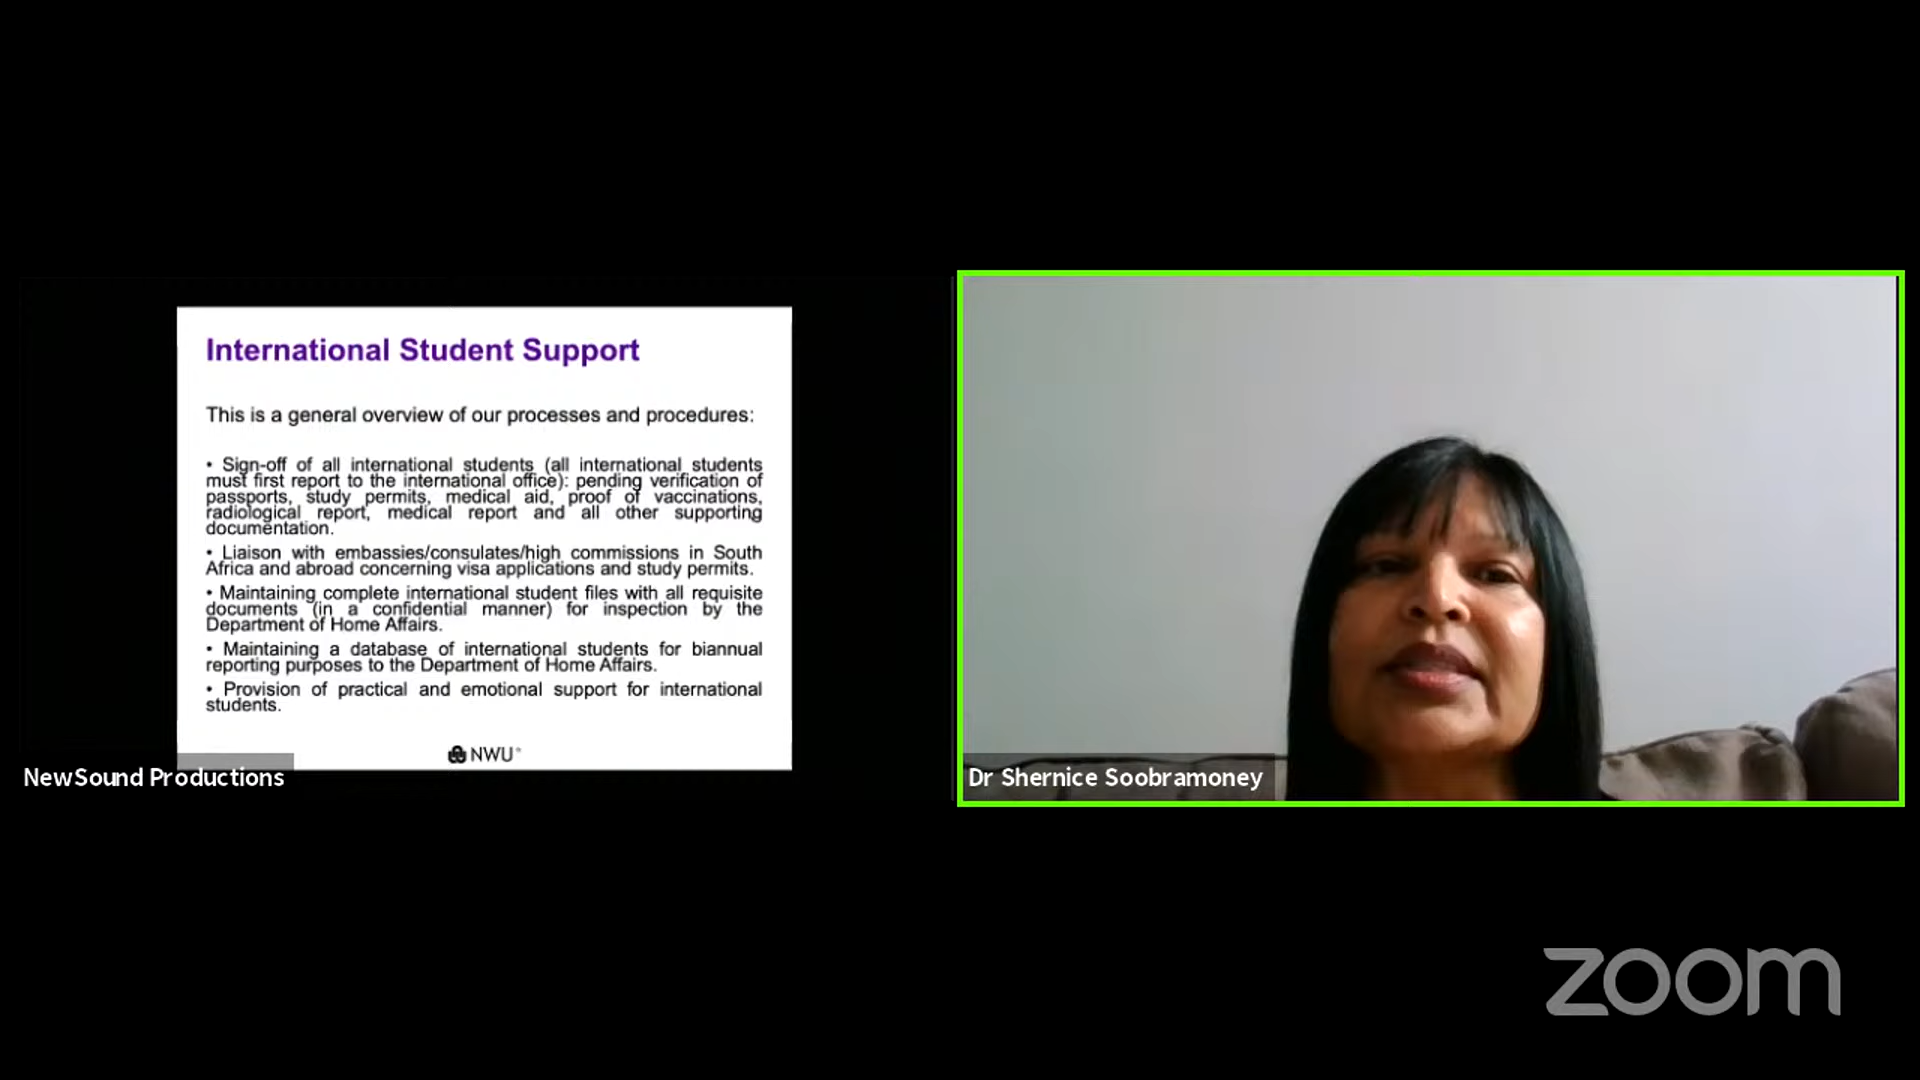 International Student Support
This is a general overview of our processes and procedures:
• Sign-off of all international students (all international students
must first report to the international office): pending verification of
passports, study permits, medical aid, proof of vaccinations,
radiological report, medical report and all other supporting
documentation.
• Liaison with embassies/consulates/high commissions in South
Africa and abroad concerning visa applications and study permits.
• Maintaining complete international student files with all requisite
documents (in a confidential manner) for inspection by the
Department of Home Affairs.
• Maintaining a database of international students for biannual
reporting purposes to the Department of Home Affairs.
• Provision of practical and emotional support for international
students.
NWU®
NewSound Productions
Dr Shernice Soobramoney
zoom